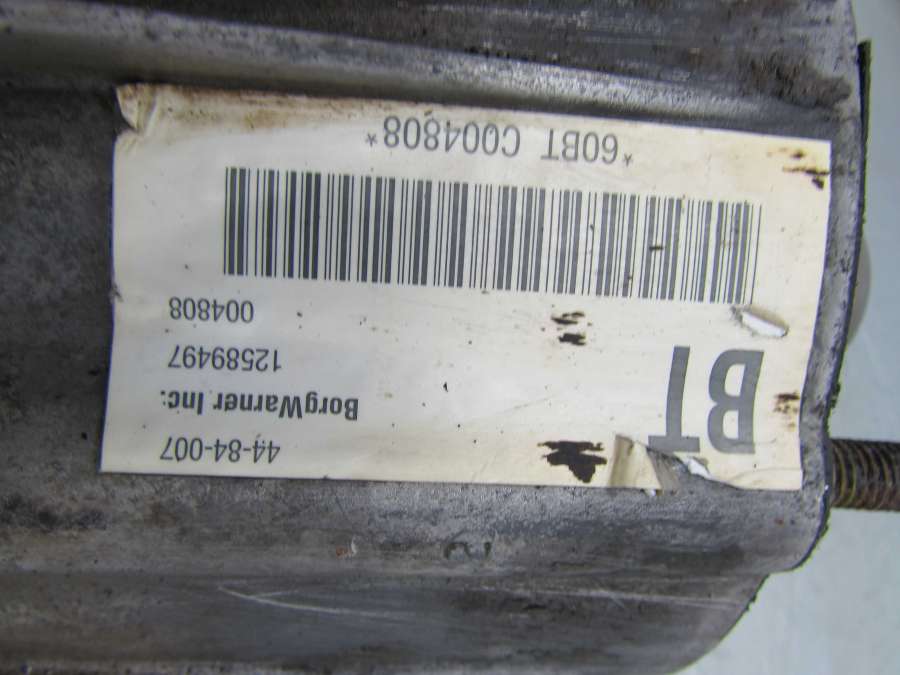 44-84-007
BorgWarner Inc.
12589497
004808
BT
*60BT C004808*